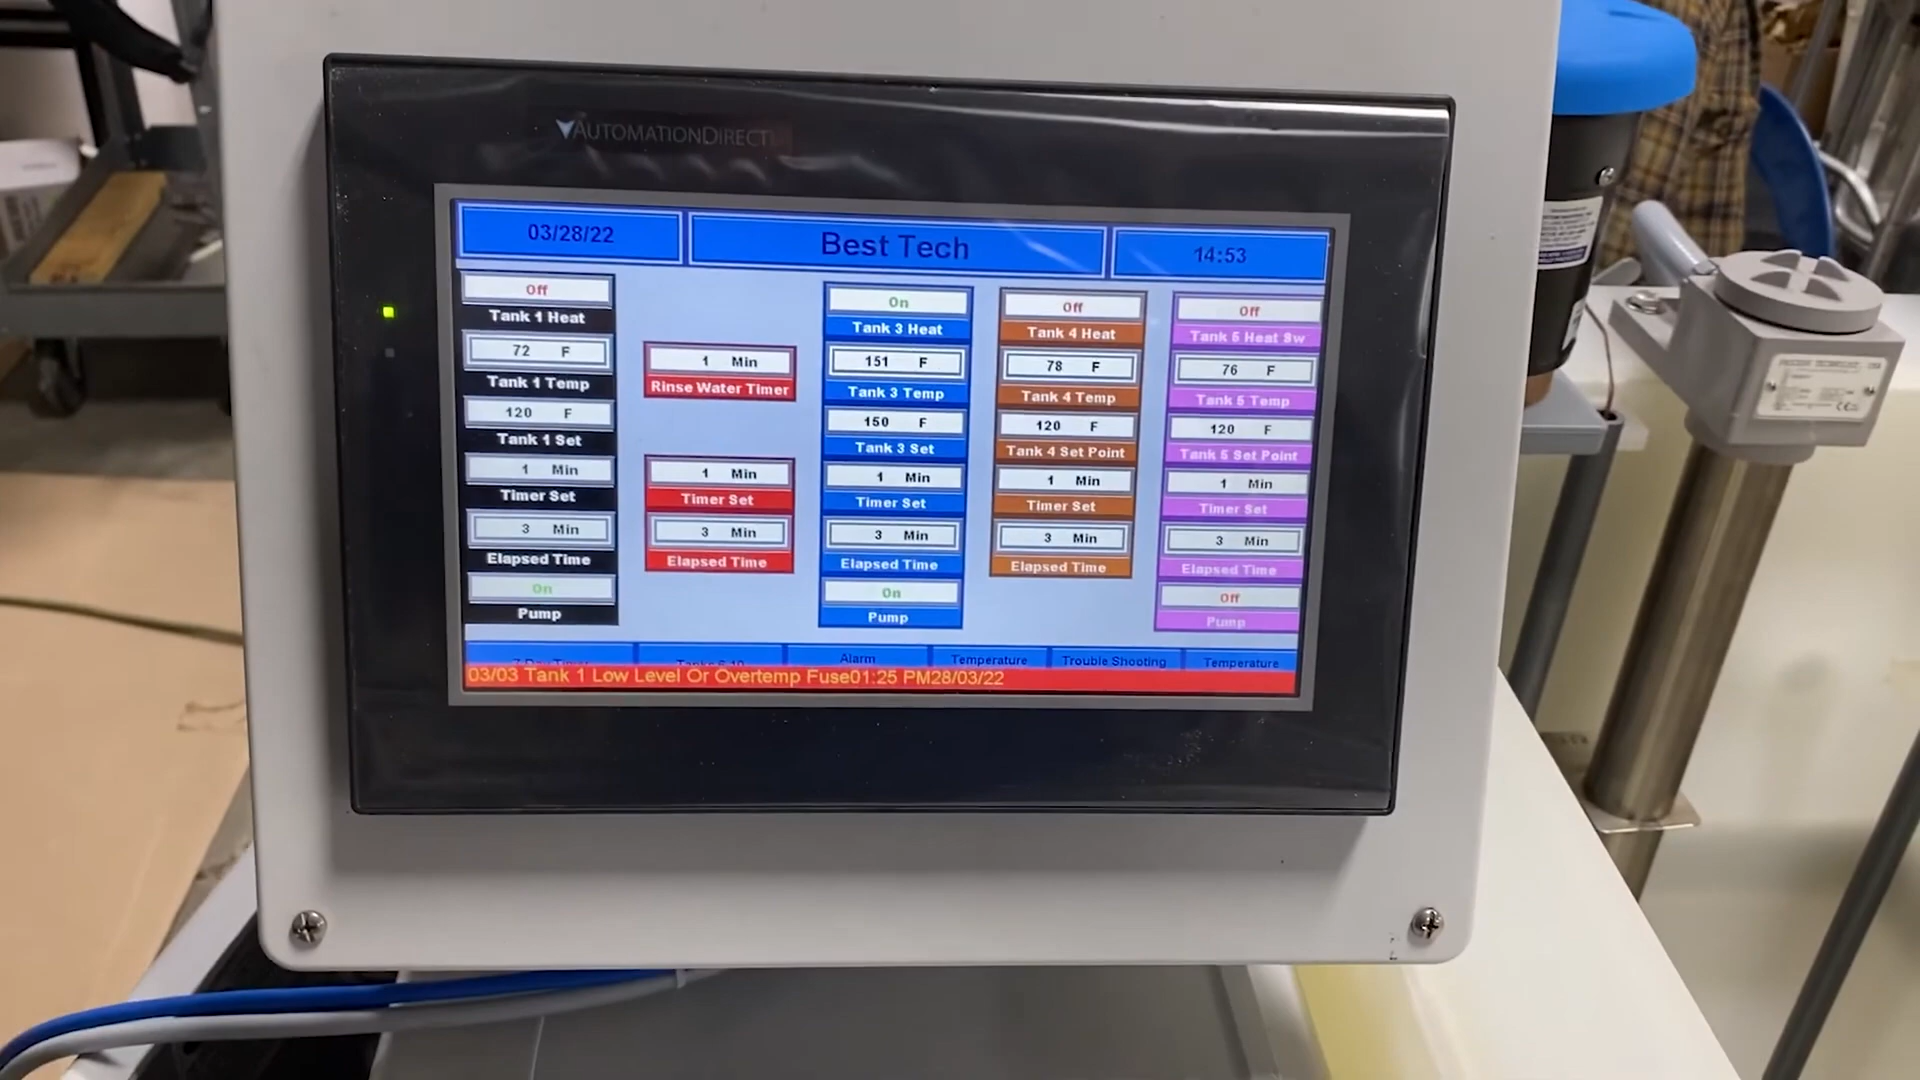 AUTOMATIONDIRECT
03/28/22
Best Tech
14:53
Off
Tank 1 Heat
72 F
Tank 1 Temp
120 F
Tank 1 Set
1 Min
Timer Set
3 Min
Elapsed Time
On
Pump
1 Min
Rinse Water Timer
1 Min
Timer Set
3 Min
Elapsed Time
On
Tank 3 Heat
151 F
Tank 3 Temp
150 F
Tank 3 Set
1 Min
Timer Set
3 Min
Elapsed Time
On
Pump
Off
Tank 4 Heat
78 F
Tank 4 Temp
120 F
Tank 4 Set Point
1 Min
Timer Set
3 Min
Elapsed Time
Off
Tank 5 Heat Sw
76 F
Tank 5 Temp
120 F
Tank 5 Set Point
1 Min
Timer Set
3 Min
Elapsed Time
Off
Pump
Alarm
Temperature
Trouble Shooting
Temperature
03/03 Tank 1 Low Level Or Overtemp Fuse01:25 PM28/03/22